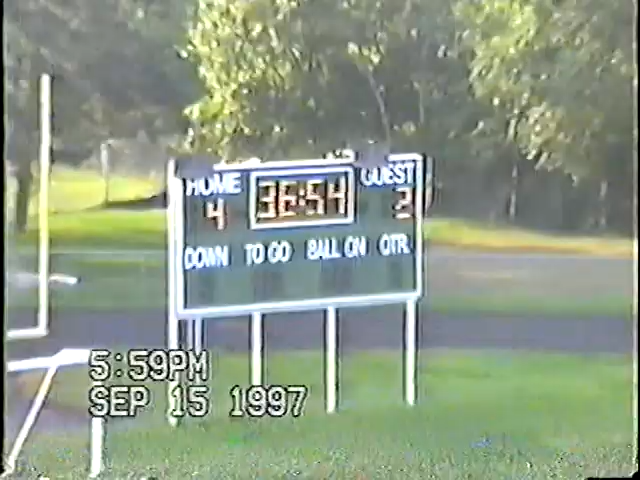 HOME 36:54 GUEST
4 2
DOWN TO GO BALL ON QTR.
5:59PM
SEP 15 1997